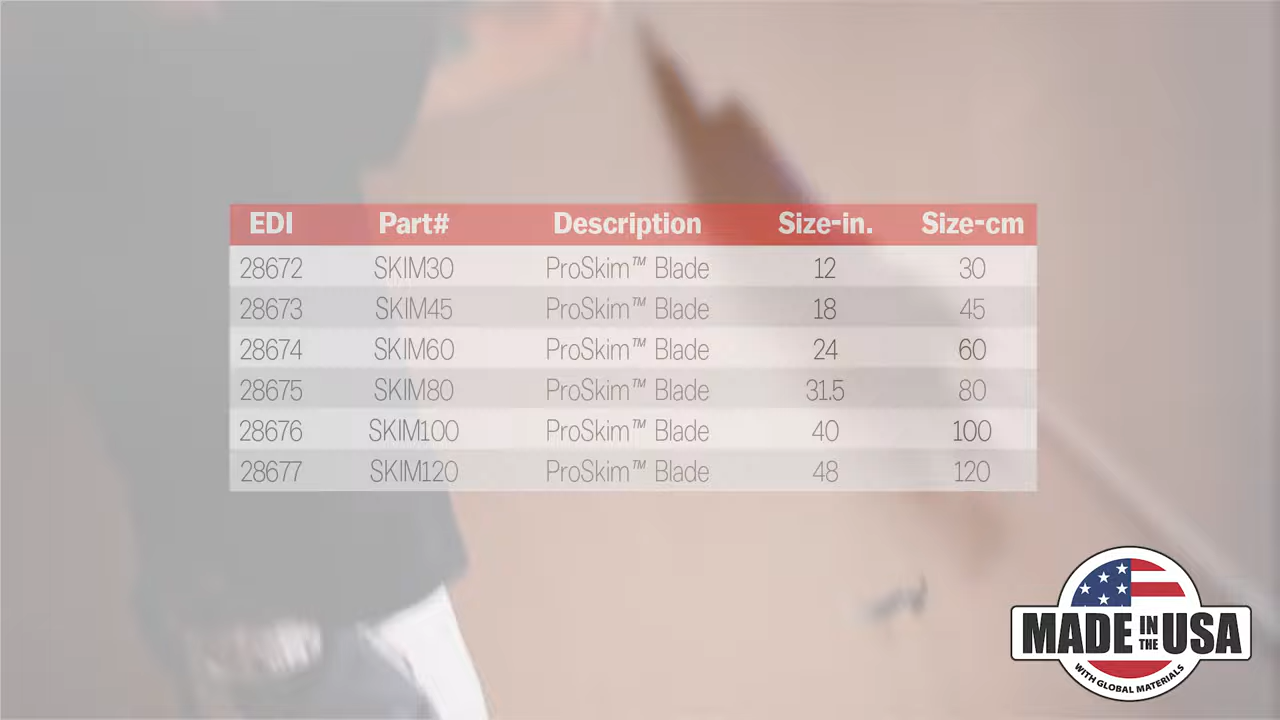 EDI Part# Description Size-in. Size-cm
28672 SKIM30 ProSkim™ Blade 12 30
28673 SKIM45 ProSkim™ Blade 18 45
28674 SKIM60 ProSkim™ Blade 24 60
28675 SKIM80 ProSkim™ Blade 31.5 80
28676 SKIM100 ProSkim™ Blade 40 100
28677 SKIM120 ProSkim™ Blade 48 120
MADE IN THE USA
WITH GLOBAL MATERIALS